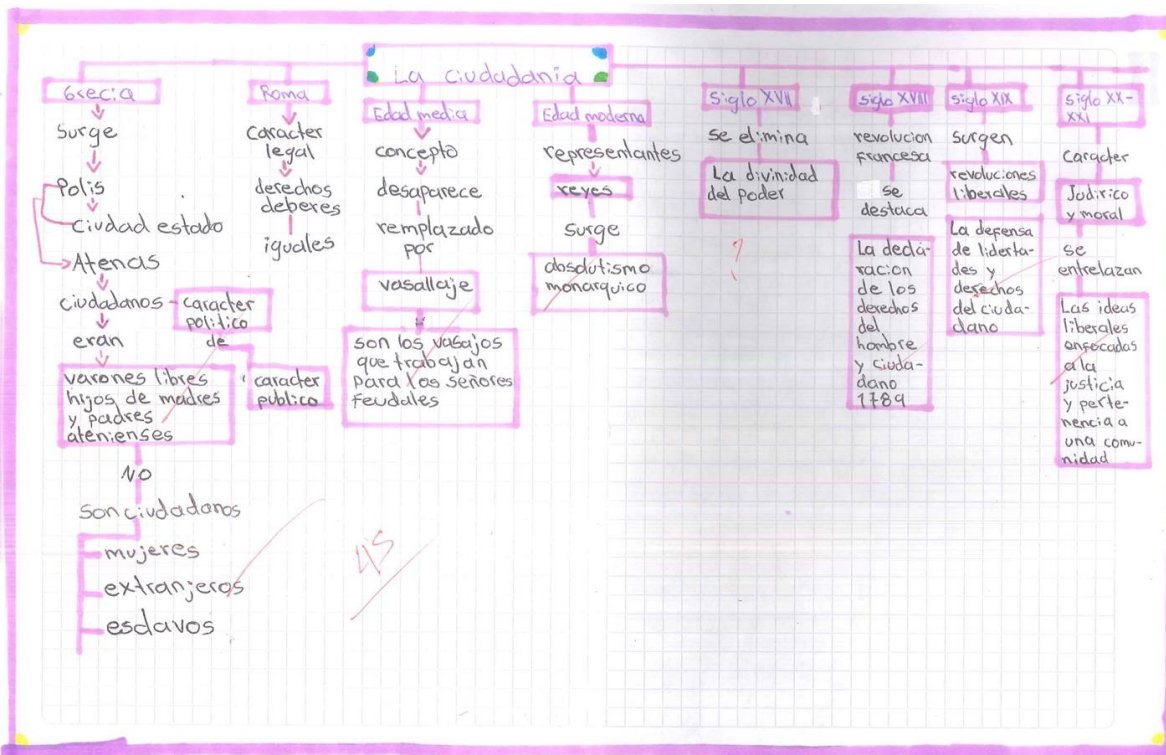 La ciudadania
Grecia
Surge
Polis
Ciudad estado
Atenas
ciudadanos
caracter
politico
de
caracter
publico
eran
varones libres
hijos de madres
y padres
atenienses
NO
son ciudadanos
mujeres
extranjeros
esclavos
Roma
Caracter
legal
derechos
deberes
iguales
Edad media
concepto
desaparece
remplazado
por
vasallaje
son los vasajos
que trabajan
para los señores
feudales
Edad moderna
representantes
reyes
Surge
absolutismo
monarquico
Siglo XVII
se elimina
La divinidad
del poder
?
siglo XVIII
revolucion
francesa
se
destaca
La decla-
racion
de los
derechos
del
hombre
y ciuda-
dano
1789
siglo XIX
surgen
revoluciones
liberales
La defensa
de liderta-
des y
derechos
del ciuda-
dano
siglo XX-
XXI
Caracter
Judirico
y moral
se
entrelazan
Las ideas
liberales
enfocadas
a la
justicia
y perte-
nencia a
una comu-
nidad
45